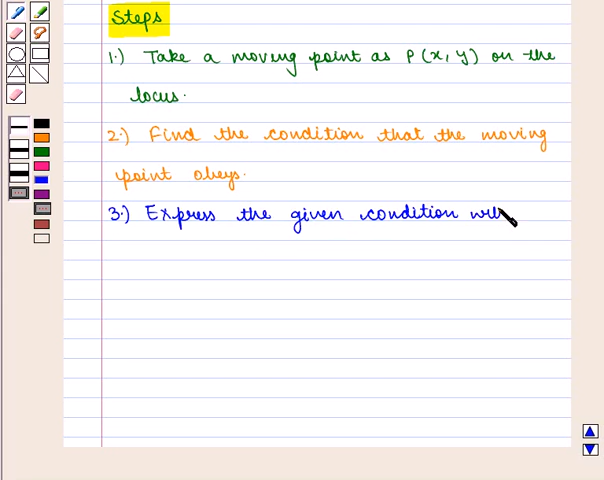 Steps
1.) Take a moving point as P(x, y) on the
locus.
2.) Find the condition that the moving
point obeys.
3.) Express the given condition